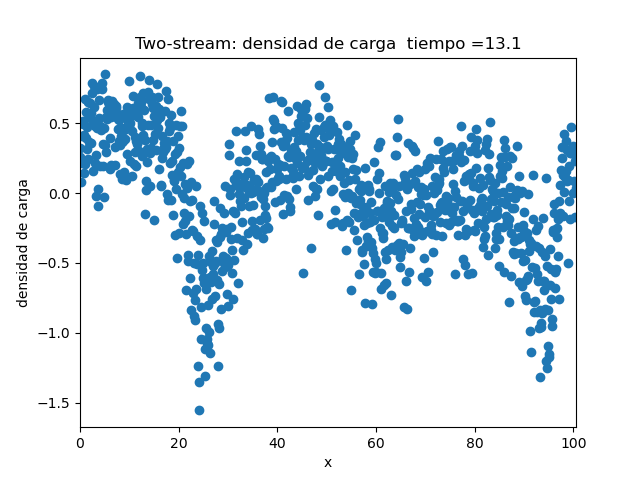 Two-stream: densidad de carga  tiempo =13.1
densidad de carga
0.5
0.0
−0.5
−1.0
−1.5
0 20 40 60 80 100
x